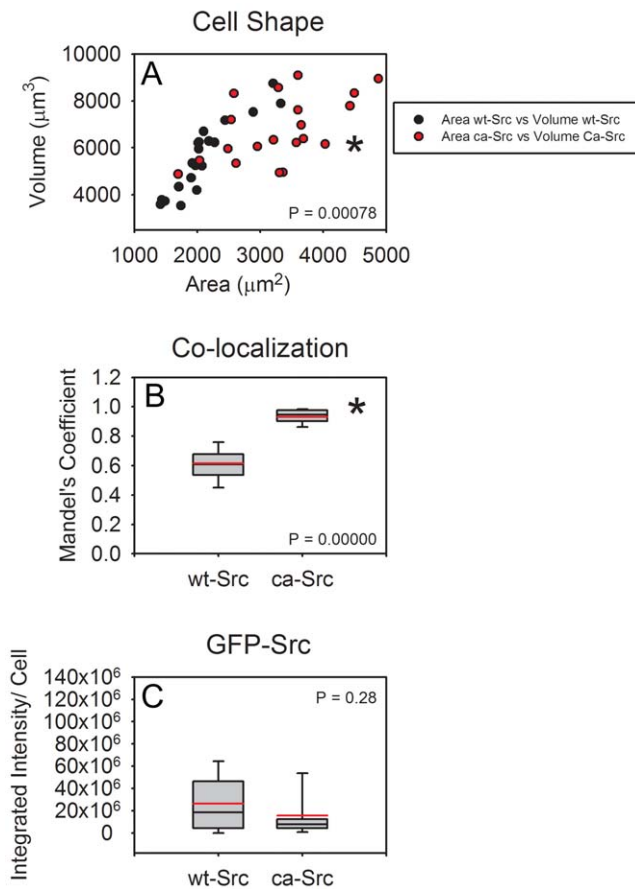 Cell Shape
A
Volume (μm³)
10000
8000
6000
4000
*
P = 0.00078
1000 2000 3000 4000 5000
Area (μm²)
Area wt-Src vs Volume wt-Src
Area ca-Src vs Volume Ca-Src
Co-localization
B
Mandel's Coefficient
1.2
1.0
0.8
0.6
0.4
0.2
0.0
*
P = 0.00000
wt-Src ca-Src
GFP-Src
C
Integrated Intensity/ Cell
140x10⁶
120x10⁶
100x10⁶
80x10⁶
60x10⁶
40x10⁶
20x10⁶
0
P = 0.28
wt-Src ca-Src